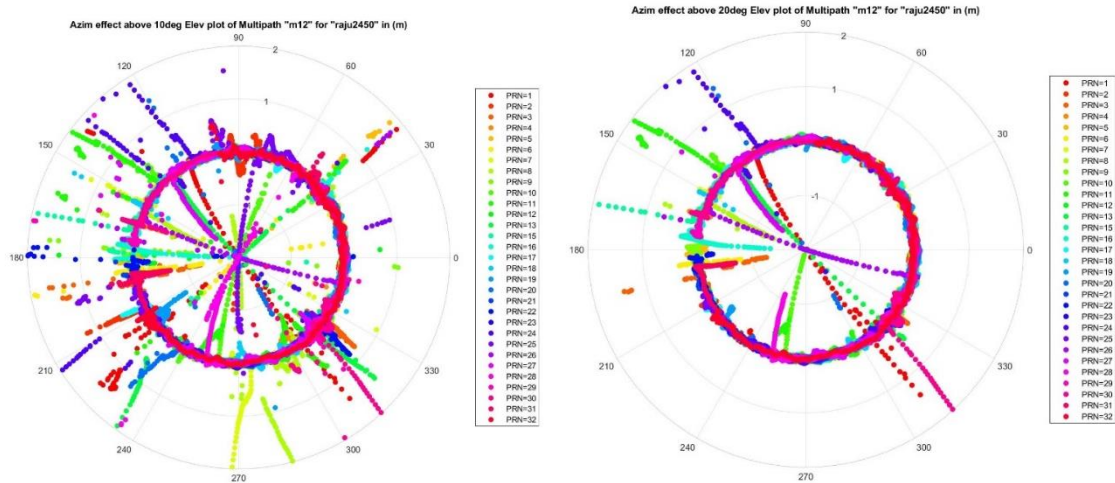 Azim effect above 10deg Elev plot of Multipath "m12" for "raju2450" in (m)
90
2
120
60
1
150
30
180
0
210
330
240
300
270
PRN=1
PRN=2
PRN=3
PRN=4
PRN=5
PRN=6
PRN=7
PRN=8
PRN=9
PRN=10
PRN=11
PRN=12
PRN=13
PRN=15
PRN=16
PRN=17
PRN=18
PRN=19
PRN=20
PRN=21
PRN=22
PRN=23
PRN=24
PRN=25
PRN=26
PRN=27
PRN=28
PRN=29
PRN=30
PRN=31
PRN=32
Azim effect above 20deg Elev plot of Multipath "m12" for "raju2450" in (m)
90
2
120
60
1
150
30
-1
180
0
210
330
240
300
270
PRN=1
PRN=2
PRN=3
PRN=4
PRN=5
PRN=6
PRN=7
PRN=8
PRN=9
PRN=10
PRN=11
PRN=12
PRN=13
PRN=15
PRN=16
PRN=17
PRN=18
PRN=19
PRN=20
PRN=21
PRN=22
PRN=23
PRN=24
PRN=25
PRN=26
PRN=27
PRN=28
PRN=29
PRN=30
PRN=31
PRN=32